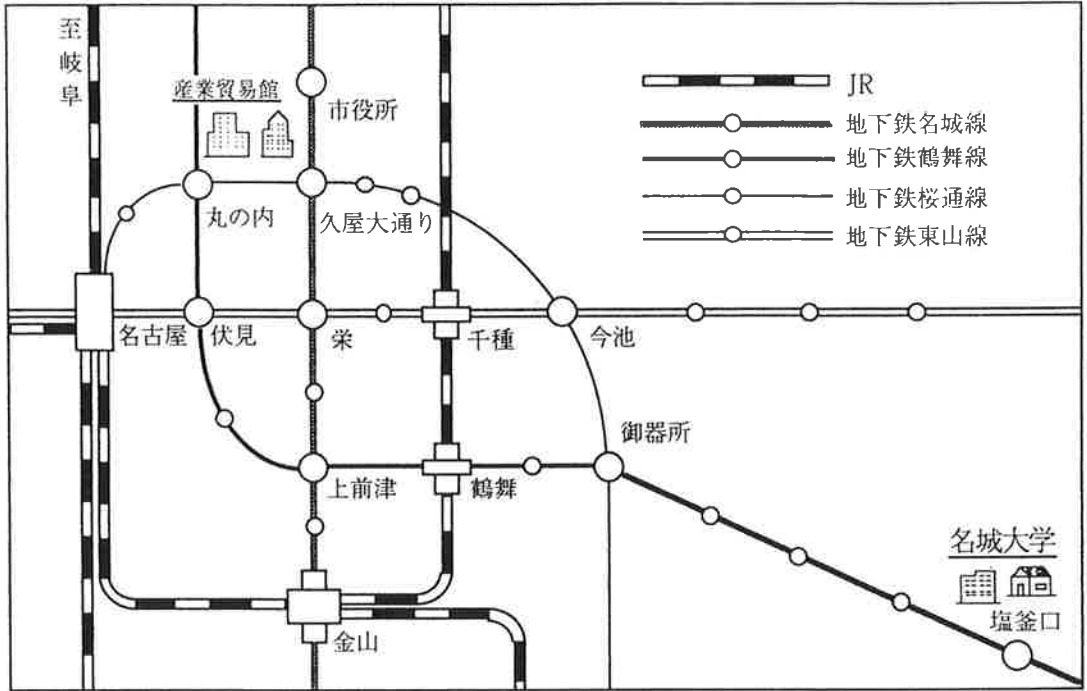 至岐阜
産業貿易館
市役所
JR
地下鉄名城線
地下鉄鶴舞線
地下鉄桜通線
地下鉄東山線
丸の内
久屋大通り
名古屋
伏見
栄
千種
今池
御器所
上前津
鶴舞
名城大学
塩釜口
金山